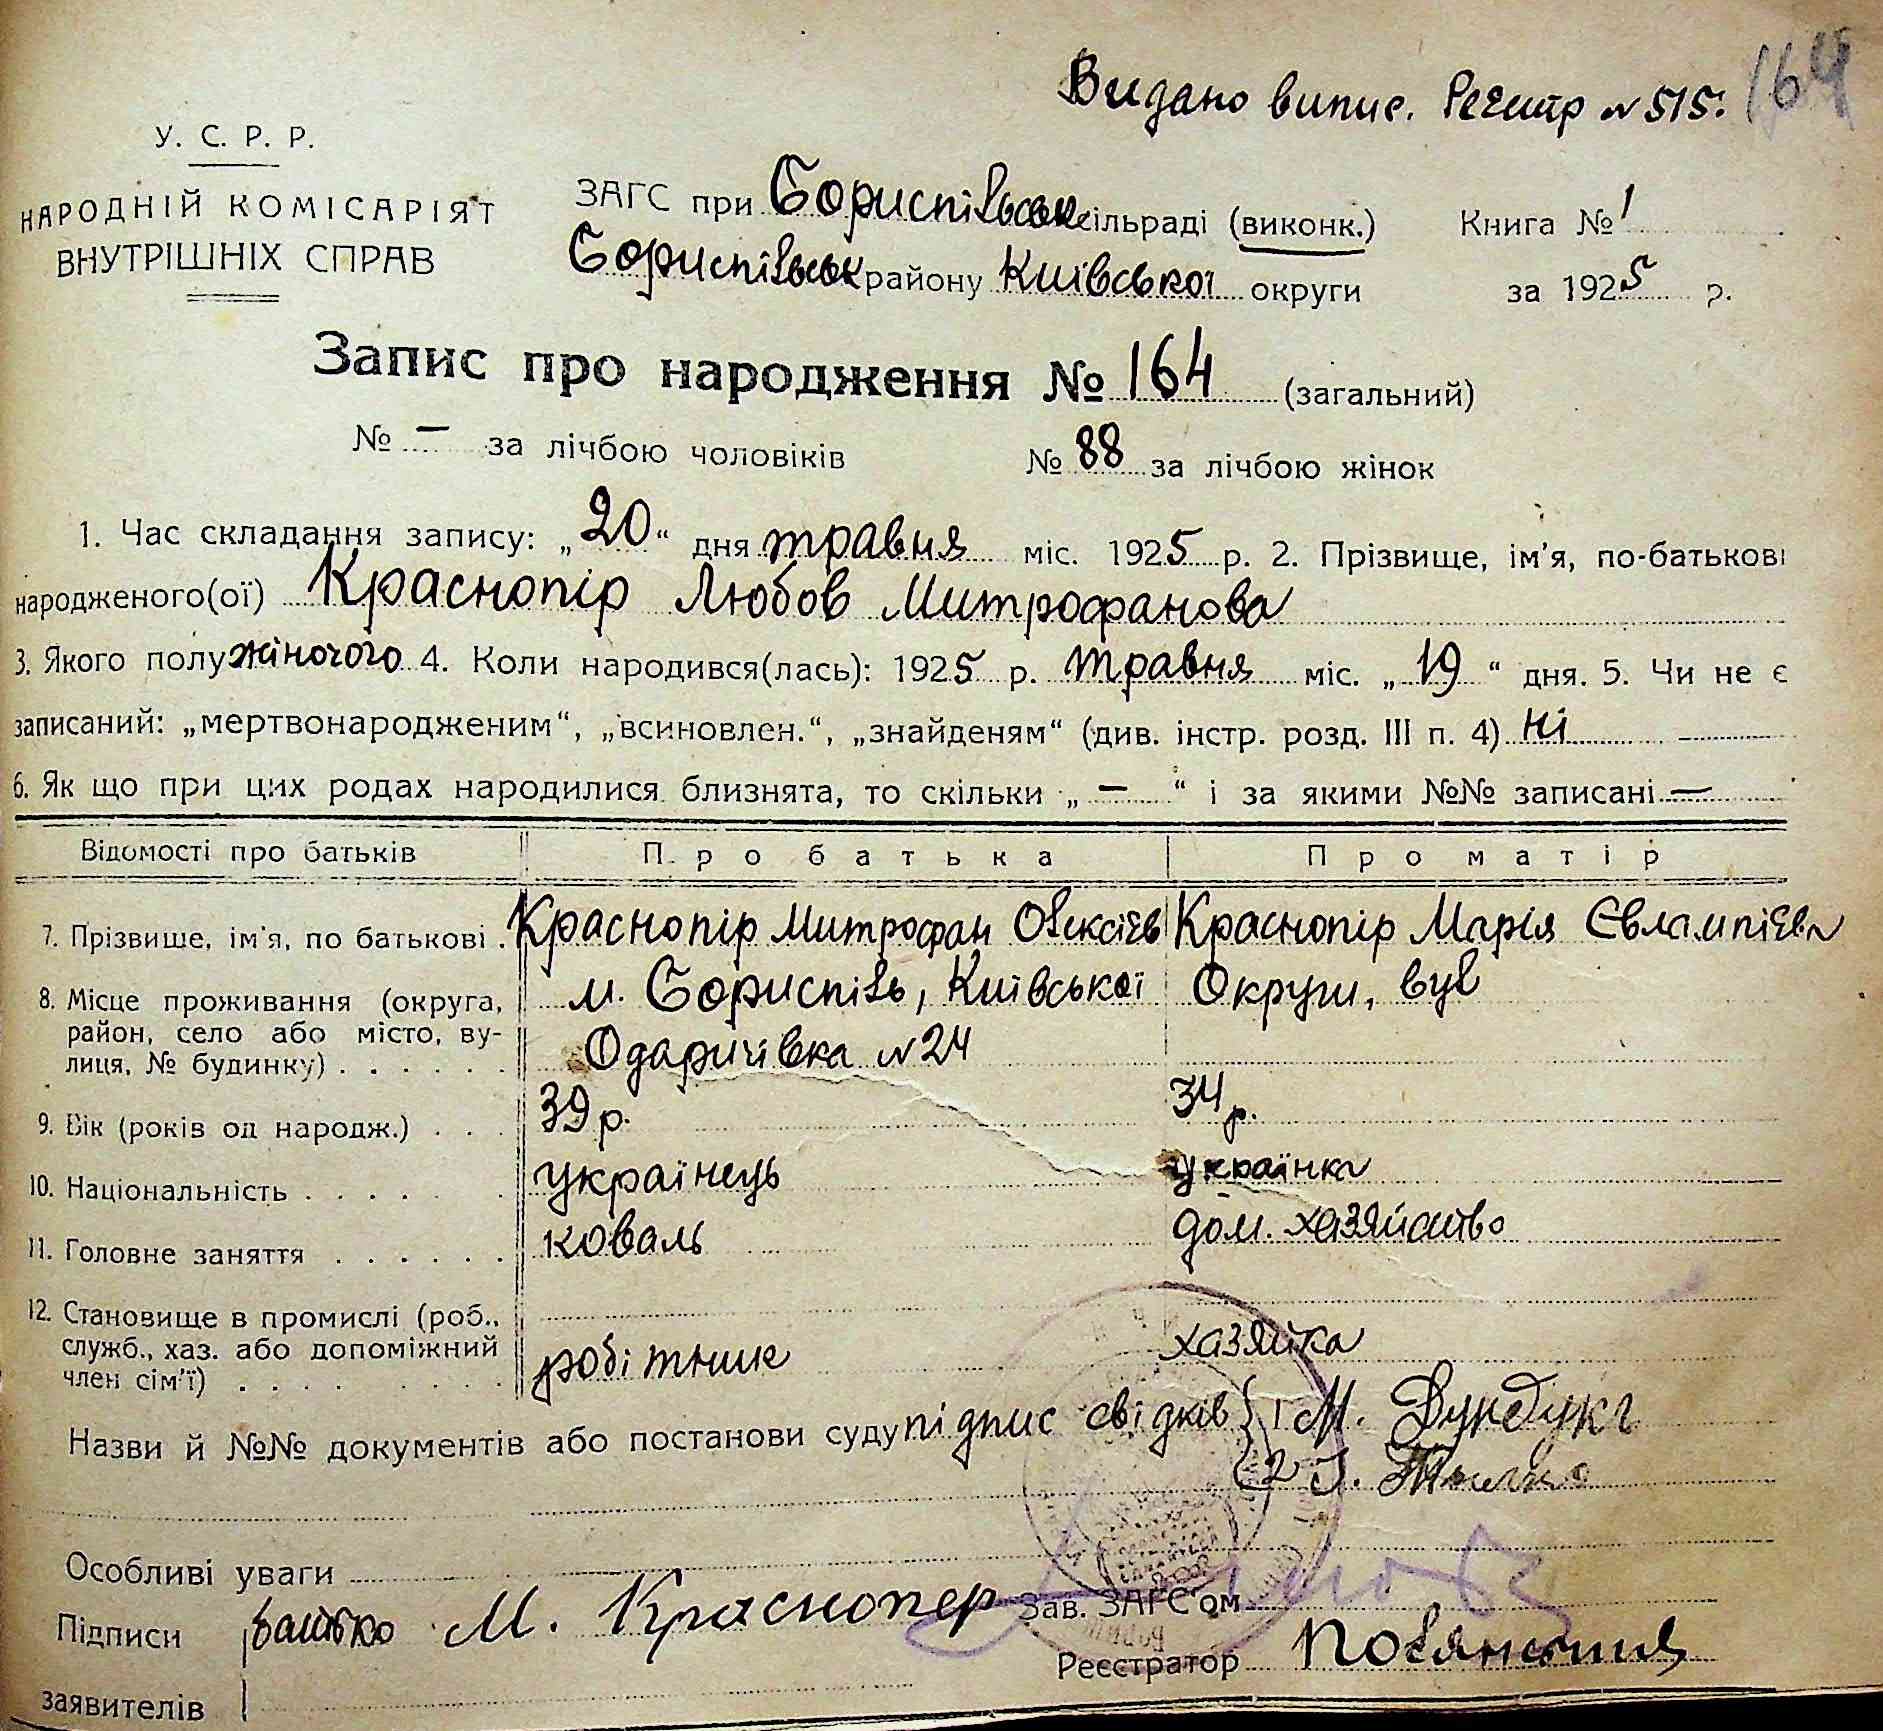 Видано випис. Реєстр № 515. 164
У. С. Р. Р.
НАРОДНІЙ КОМІСАРІЯТ
ВНУТРІШНІХ СПРАВ
ЗАГС при Бориспільськ сільраді (виконк.) Книга № 1
Бориспільськ району Київської округи за 1925 р.
Запис про народження № 164 (загальний)
№ — за лічбою чоловіків № 88 за лічбою жінок
1. Час складання запису: „20“ дня травня міс. 1925 р. 2. Прізвище, ім'я, по-батькові
народженого(ої) Краснопір Любов Митрофанова
3. Якого полу жіночого 4. Коли народився(лась): 1925 р. травня міс. „19“ дня. 5. Чи не є
записаний: „мертвонародженим“, „всиновлен.“, „знайденям“ (див. інстр. розд. III п. 4) ні
6. Як що при цих родах народилися близнята, то скільки „—“ і за якими №№ записані —
Відомості про батьків Про батька Про матір
7. Прізвище, ім'я, по батькові . Краснопір Митрофан Олексієв Краснопір Марія Євлампієва
8. Місце проживання (округа, м. Бориспіль, Київської Округи, вул
район, село або місто, ву-
лиця, № будинку) . . . . . . Одаричівка № 24
9. Вік (років од народж.) . . . 39 р. 34 р.
10. Національність . . . . . . українець українка
11. Головне заняття . . . . . . коваль дом. хазяйство
12. Становище в промислі (роб.,
служб., хаз. або допоміжний робітник хазяйка
член сім'ї) . . . . . . . .
Назви й №№ документів або постанови суду підпис свідків 1 М.
2
Особливі уваги
Підписи батько М. Краснопер Зав. ЗАГС'ом
Реєстратор
заявителів